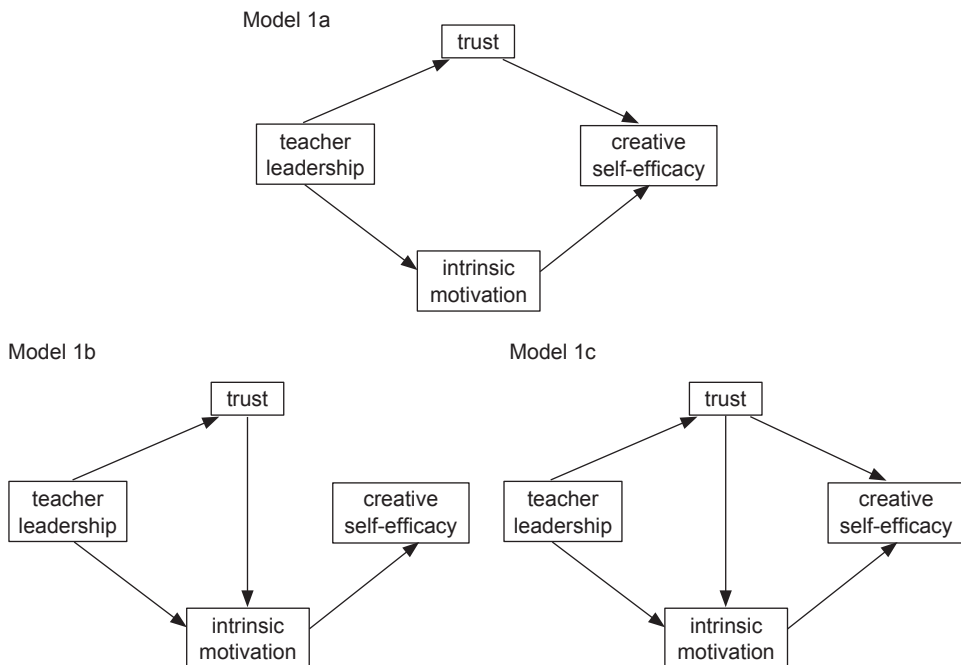 Model 1a
trust
teacher
leadership
creative
self-efficacy
intrinsic
motivation
Model 1b
trust
teacher
leadership
creative
self-efficacy
intrinsic
motivation
Model 1c
trust
teacher
leadership
creative
self-efficacy
intrinsic
motivation